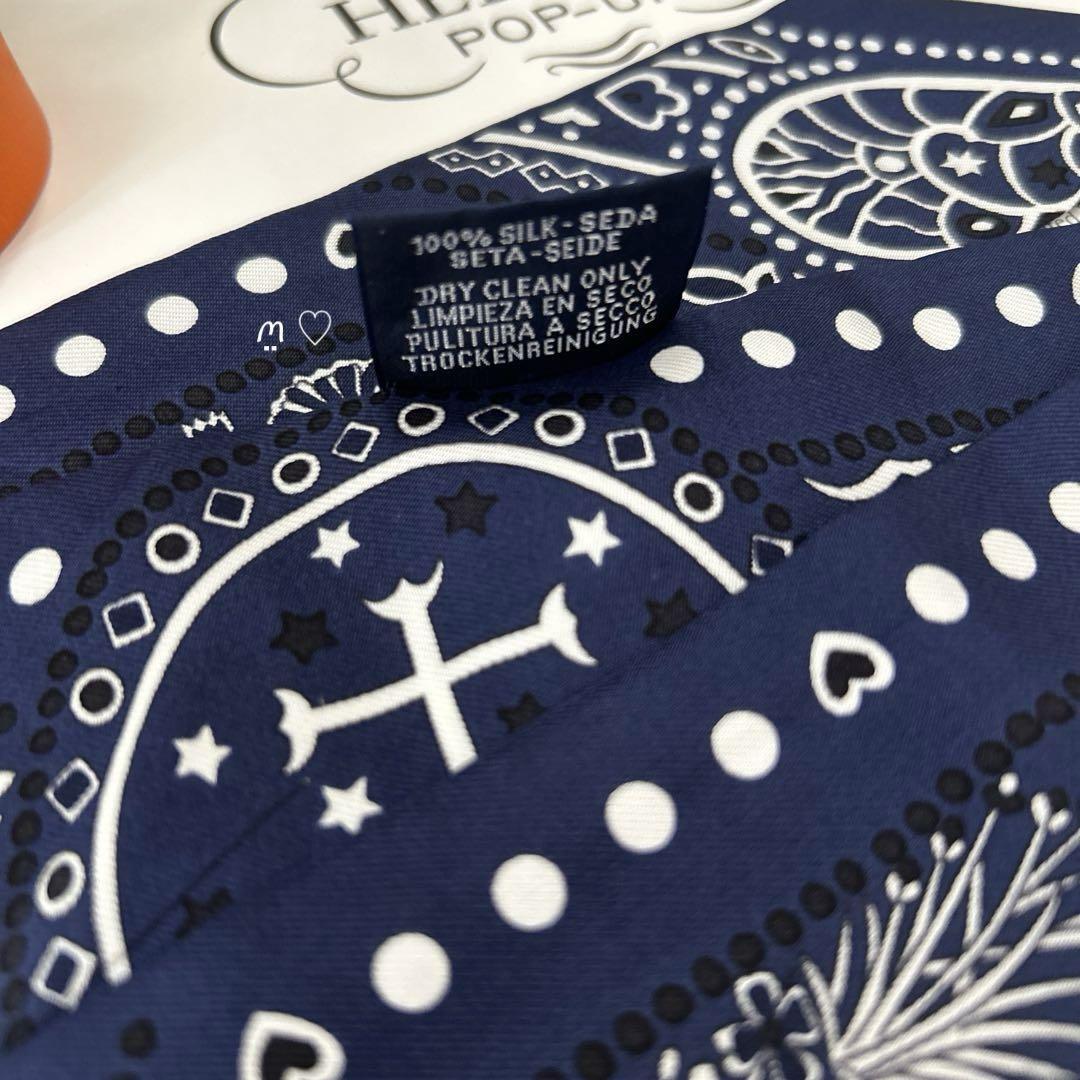 POP-U
100% SILK - SEDA
SETA - SEIDE
DRY CLEAN ONLY
LIMPIEZA EN SECO
PULITURA A SECCO
TROCKENREINIGUNG